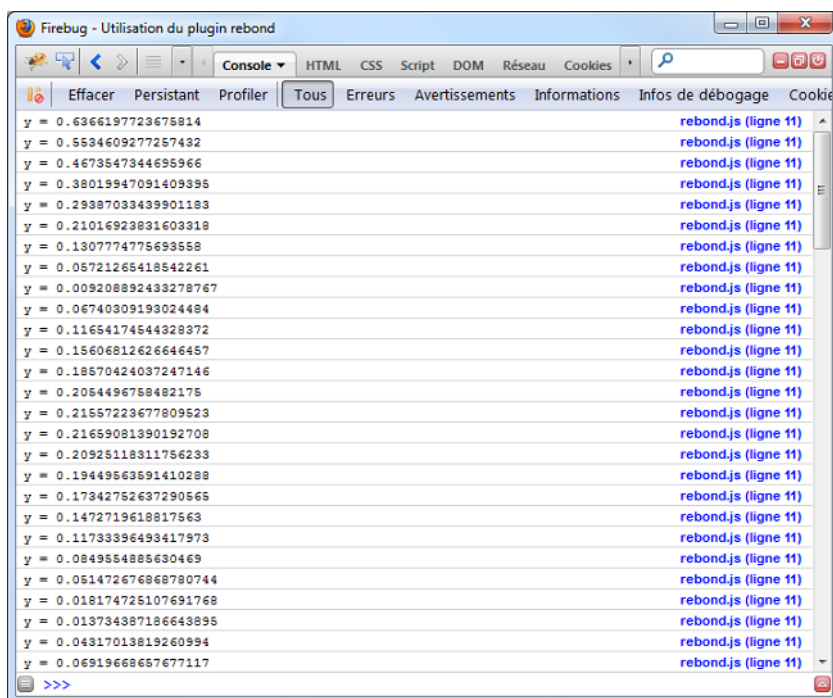 Firebug - Utilisation du plugin rebond
Console HTML CSS Script DOM Réseau Cookies
Effacer Persistant Profiler Tous Erreurs Avertissements Informations Infos de débogage Cookie
y = 0.6366197723675814 rebond.js (ligne 11)
y = 0.5534609277257432 rebond.js (ligne 11)
y = 0.4673547344695966 rebond.js (ligne 11)
y = 0.38019947091409395 rebond.js (ligne 11)
y = 0.29387033439901183 rebond.js (ligne 11)
y = 0.21016923831603318 rebond.js (ligne 11)
y = 0.1307774775693558 rebond.js (ligne 11)
y = 0.05721265418542261 rebond.js (ligne 11)
y = 0.009208892433278767 rebond.js (ligne 11)
y = 0.06740309193024484 rebond.js (ligne 11)
y = 0.11654174544328372 rebond.js (ligne 11)
y = 0.15606812626646457 rebond.js (ligne 11)
y = 0.18570424037247146 rebond.js (ligne 11)
y = 0.2054496758482175 rebond.js (ligne 11)
y = 0.21557223677809523 rebond.js (ligne 11)
y = 0.21659081390192708 rebond.js (ligne 11)
y = 0.20925118311756233 rebond.js (ligne 11)
y = 0.19449563591410288 rebond.js (ligne 11)
y = 0.17342752637290565 rebond.js (ligne 11)
y = 0.1472719618817563 rebond.js (ligne 11)
y = 0.11733396493417973 rebond.js (ligne 11)
y = 0.0849554885630469 rebond.js (ligne 11)
y = 0.051472676868780744 rebond.js (ligne 11)
y = 0.018174725107691768 rebond.js (ligne 11)
y = 0.013734387186643895 rebond.js (ligne 11)
y = 0.04317013819260994 rebond.js (ligne 11)
y = 0.06919668657677117 rebond.js (ligne 11)
>>>